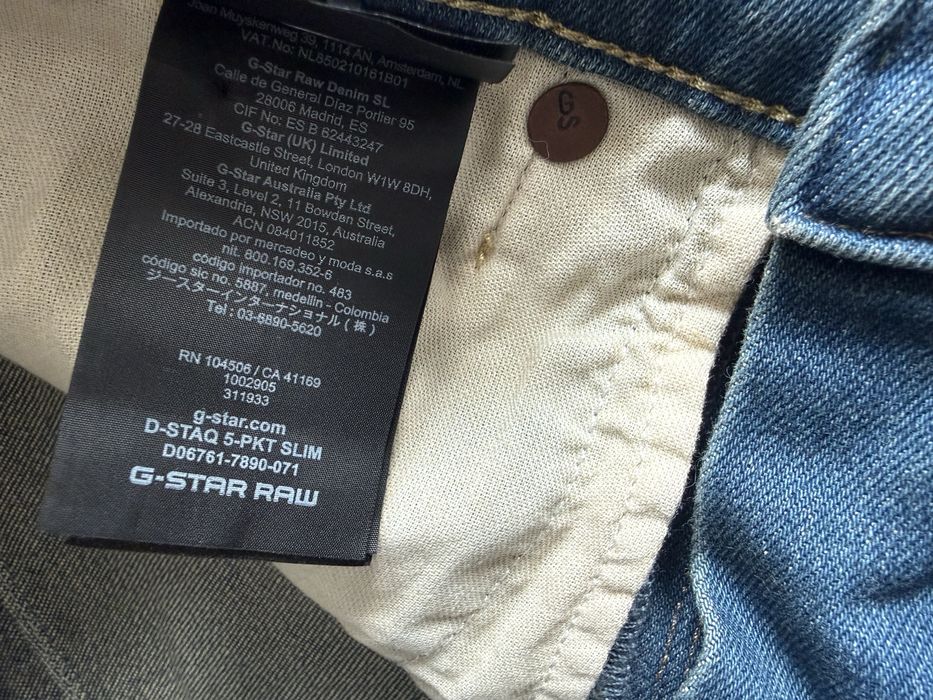 Joan Muyskenweg 39, 1114 AN, Amsterdam, NL
VAT. No: NL850210161B01
G-Star Raw Denim SL
Calle de General Díaz Porlier 95
28006 Madrid, ES
CIF No: ES B 62443247
G-Star (UK) Limited
27-28 Eastcastle Street, London W1W 8DH,
United Kingdom
G-Star Australia Pty Ltd
Suite 3, Level 2, 11 Bowden Street,
Alexandria, NSW 2015, Australia
ACN 084011852
Importado por mercadeo y moda s.a.s
nit. 800.169.352-6
código importador no. 463
código sic no. 5887, medellin - Colombia
ジースターインターナショナル ( 株 )
Tel : 03-6890-5620
RN 104506 / CA 41169
1002905
311933
g-star.com
D-STAQ 5-PKT SLIM
D06761-7890-071
G-STAR RAW
GS